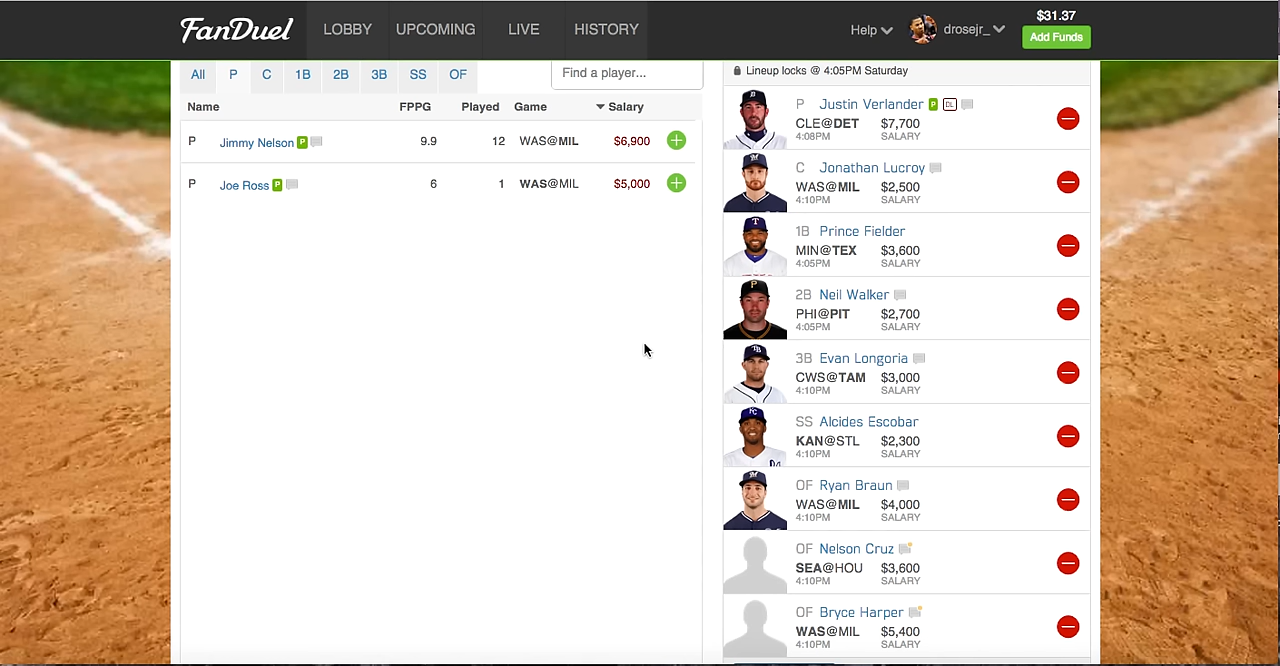 FanDuel LOBBY UPCOMING LIVE HISTORY Help drosejr_ $31.37
Add Funds
All P C 1B 2B 3B SS OF Find a player...
Name FPPG Played Game Salary
P Jimmy Nelson P 9.9 12 WAS@MIL $6,900
P Joe Ross P 6 1 WAS@MIL $5,000
Lineup locks @ 4:05PM Saturday
P Justin Verlander P DL
CLE@DET $7,700
4:08PM SALARY
C Jonathan Lucroy
WAS@MIL $2,500
4:10PM SALARY
1B Prince Fielder
MIN@TEX $3,600
4:05PM SALARY
2B Neil Walker
PHI@PIT $2,700
4:05PM SALARY
3B Evan Longoria
CWS@TAM $3,000
4:10PM SALARY
SS Alcides Escobar
KAN@STL $2,300
4:10PM SALARY
OF Ryan Braun
WAS@MIL $4,000
4:10PM SALARY
OF Nelson Cruz
SEA@HOU $3,600
4:10PM SALARY
OF Bryce Harper
WAS@MIL $5,400
4:10PM SALARY